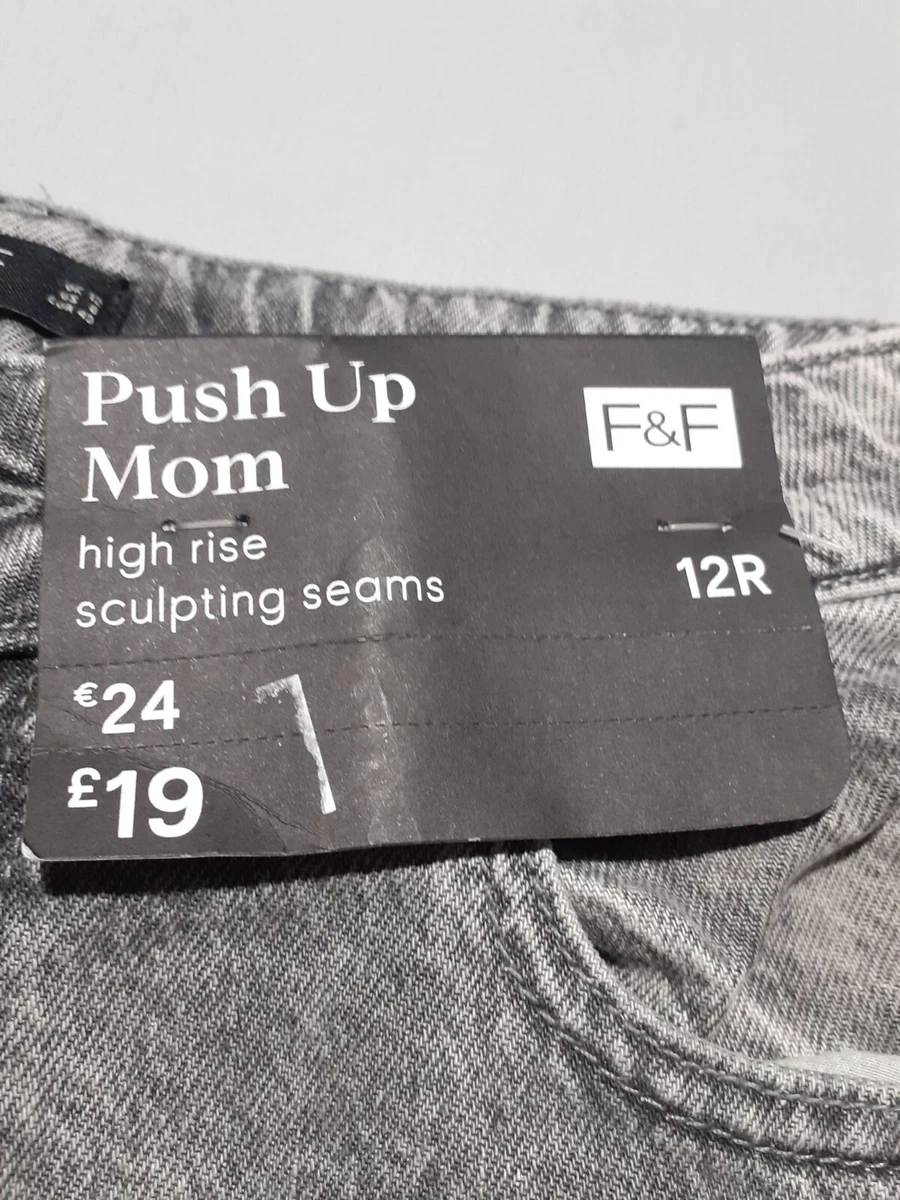 Push Up
Mom
F&F
high rise
sculpting seams
12R
€24
£19